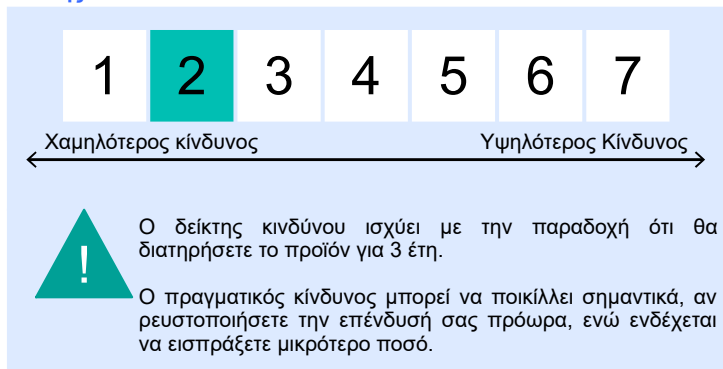 1 2 3 4 5 6 7
Χαμηλότερος κίνδυνος Υψηλότερος Κίνδυνος
!
Ο δείκτης κινδύνου ισχύει με την παραδοχή ότι θα
διατηρήσετε το προϊόν για 3 έτη.
Ο πραγματικός κίνδυνος μπορεί να ποικίλλει σημαντικά, αν
ρευστοποιήσετε την επένδυσή σας πρόωρα, ενώ ενδέχεται
να εισπράξετε μικρότερο ποσό.